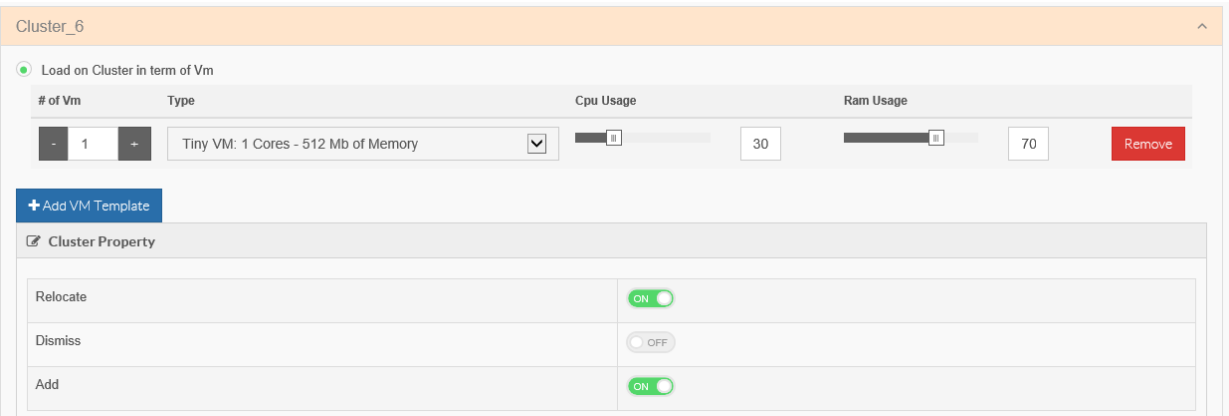 Cluster_6
Load on Cluster in term of Vm
# of Vm Type Cpu Usage Ram Usage
- 1 + Tiny VM: 1 Cores - 512 Mb of Memory 30 70 Remove
+ Add VM Template
Cluster Property
Relocate ON
Dismiss OFF
Add ON